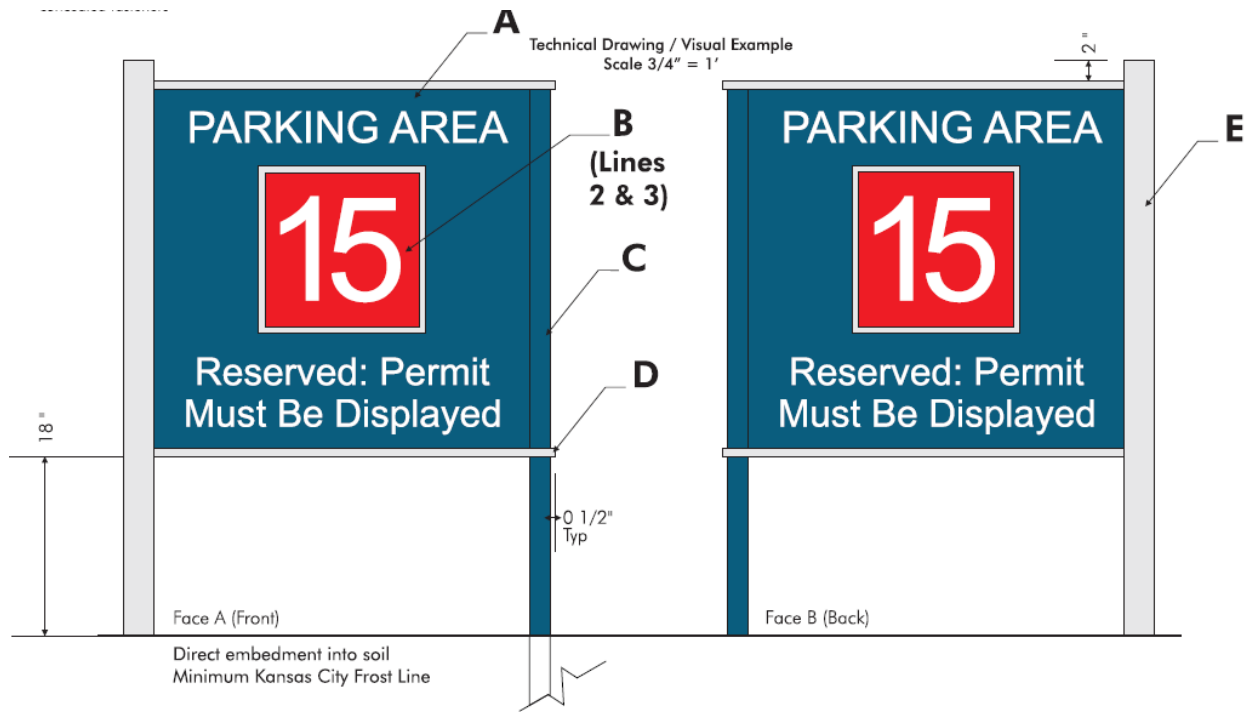 A
Technical Drawing / Visual Example
Scale 3/4" = 1'
2 "
PARKING AREA
B
(Lines
2 & 3)
PARKING AREA
E
15
15
C
Reserved: Permit
Must Be Displayed
D
Reserved: Permit
Must Be Displayed
18 "
0 1/2"
Typ
Face A (Front)
Face B (Back)
Direct embedment into soil
Minimum Kansas City Frost Line